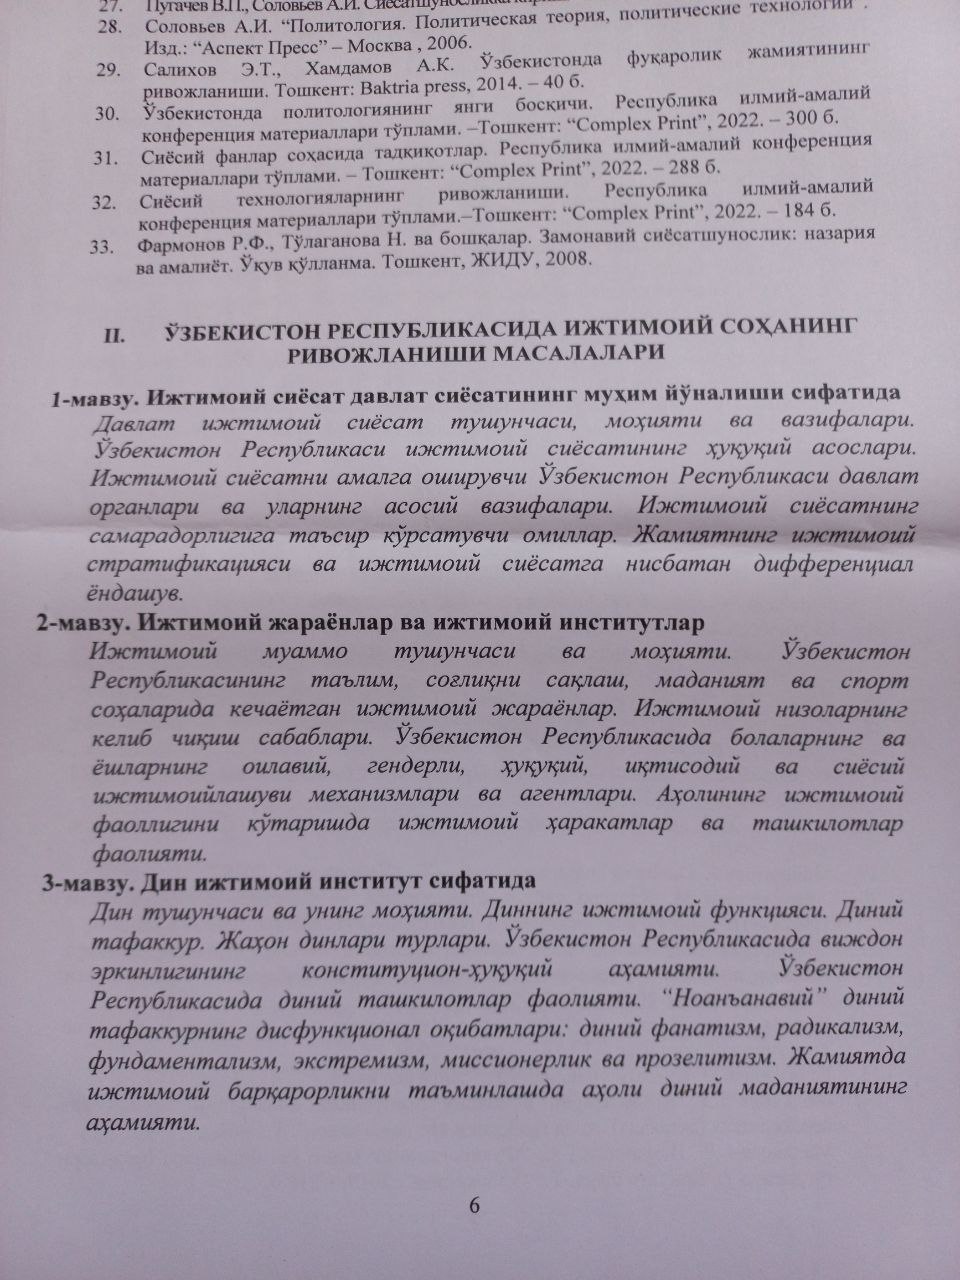 27. Пугачев В.П., Соловьев А.И.
28. Соловьев А.И. “Политология. Политическая теория, политические технологии”.
Изд.: “Аспект Пресс” – Москва , 2006.
29. Салихов Э.Т., Хамдамов А.К. Ўзбекистонда фуқаролик жамиятининг
ривожланиши. Тошкент: Baktria press, 2014. – 40 б.
30. Ўзбекистонда политологиянинг янги босқичи. Республика илмий-амалий
конференция материаллари тўплами. –Тошкент: “Complex Print”, 2022. – 300 б.
31. Сиёсий фанлар соҳасида тадқиқотлар. Республика илмий-амалий конференция
материаллари тўплами. – Тошкент: “Complex Print”, 2022. – 288 б.
32. Сиёсий технологияларнинг ривожланиши. Республика илмий-амалий
конференция материаллари тўплами.–Тошкент: “Complex Print”, 2022. – 184 б.
33. Фармонов Р.Ф., Тўлаганова Н. ва бошқалар. Замонавий сиёсатшунослик: назария
ва амалиёт. Ўқув қўлланма. Тошкент, ЖИДУ, 2008.
II. ЎЗБЕКИСТОН РЕСПУБЛИКАСИДА ИЖТИМОИЙ СОҲАНИНГ
РИВОЖЛАНИШИ МАСАЛАЛАРИ
1-мавзу. Ижтимоий сиёсат давлат сиёсатининг муҳим йўналиши сифатида
Давлат ижтимоий сиёсат тушунчаси, моҳияти ва вазифалари.
Ўзбекистон Республикаси ижтимоий сиёсатининг ҳуқуқий асослари.
Ижтимоий сиёсатни амалга оширувчи Ўзбекистон Республикаси давлат
органлари ва уларнинг асосий вазифалари. Ижтимоий сиёсатнинг
самарадорлигига таъсир кўрсатувчи омиллар. Жамиятнинг ижтимоий
стратификацияси ва ижтимоий сиёсатга нисбатан дифференциал
ёндашув.
2-мавзу. Ижтимоий жараёнлар ва ижтимоий институтлар
Ижтимоий муаммо тушунчаси ва моҳияти. Ўзбекистон
Республикасининг таълим, соғлиқни сақлаш, маданият ва спорт
соҳаларида кечаётган ижтимоий жараёнлар. Ижтимоий низоларнинг
келиб чиқиш сабаблари. Ўзбекистон Республикасида болаларнинг ва
ёшларнинг оилавий, гендерли, ҳуқуқий, иқтисодий ва сиёсий
ижтимоийлашуви механизмлари ва агентлари. Аҳолининг ижтимоий
фаоллигини кўтаришда ижтимоий ҳаракатлар ва ташкилотлар
фаолияти.
3-мавзу. Дин ижтимоий институт сифатида
Дин тушунчаси ва унинг моҳияти. Диннинг ижтимоий функцияси. Диний
тафаккур. Жаҳон динлари турлари. Ўзбекистон Республикасида виждон
эркинлигининг конституцион-ҳуқуқий аҳамияти. Ўзбекистон
Республикасида диний ташкилотлар фаолияти. “Ноанъанавий” диний
тафаккурнинг дисфункционал оқибатлари: диний фанатизм, радикализм,
фундаментализм, экстремизм, миссионерлик ва прозелитизм. Жамиятда
ижтимоий барқарорликни таъминлашда аҳоли диний маданиятининг
аҳамияти.
6